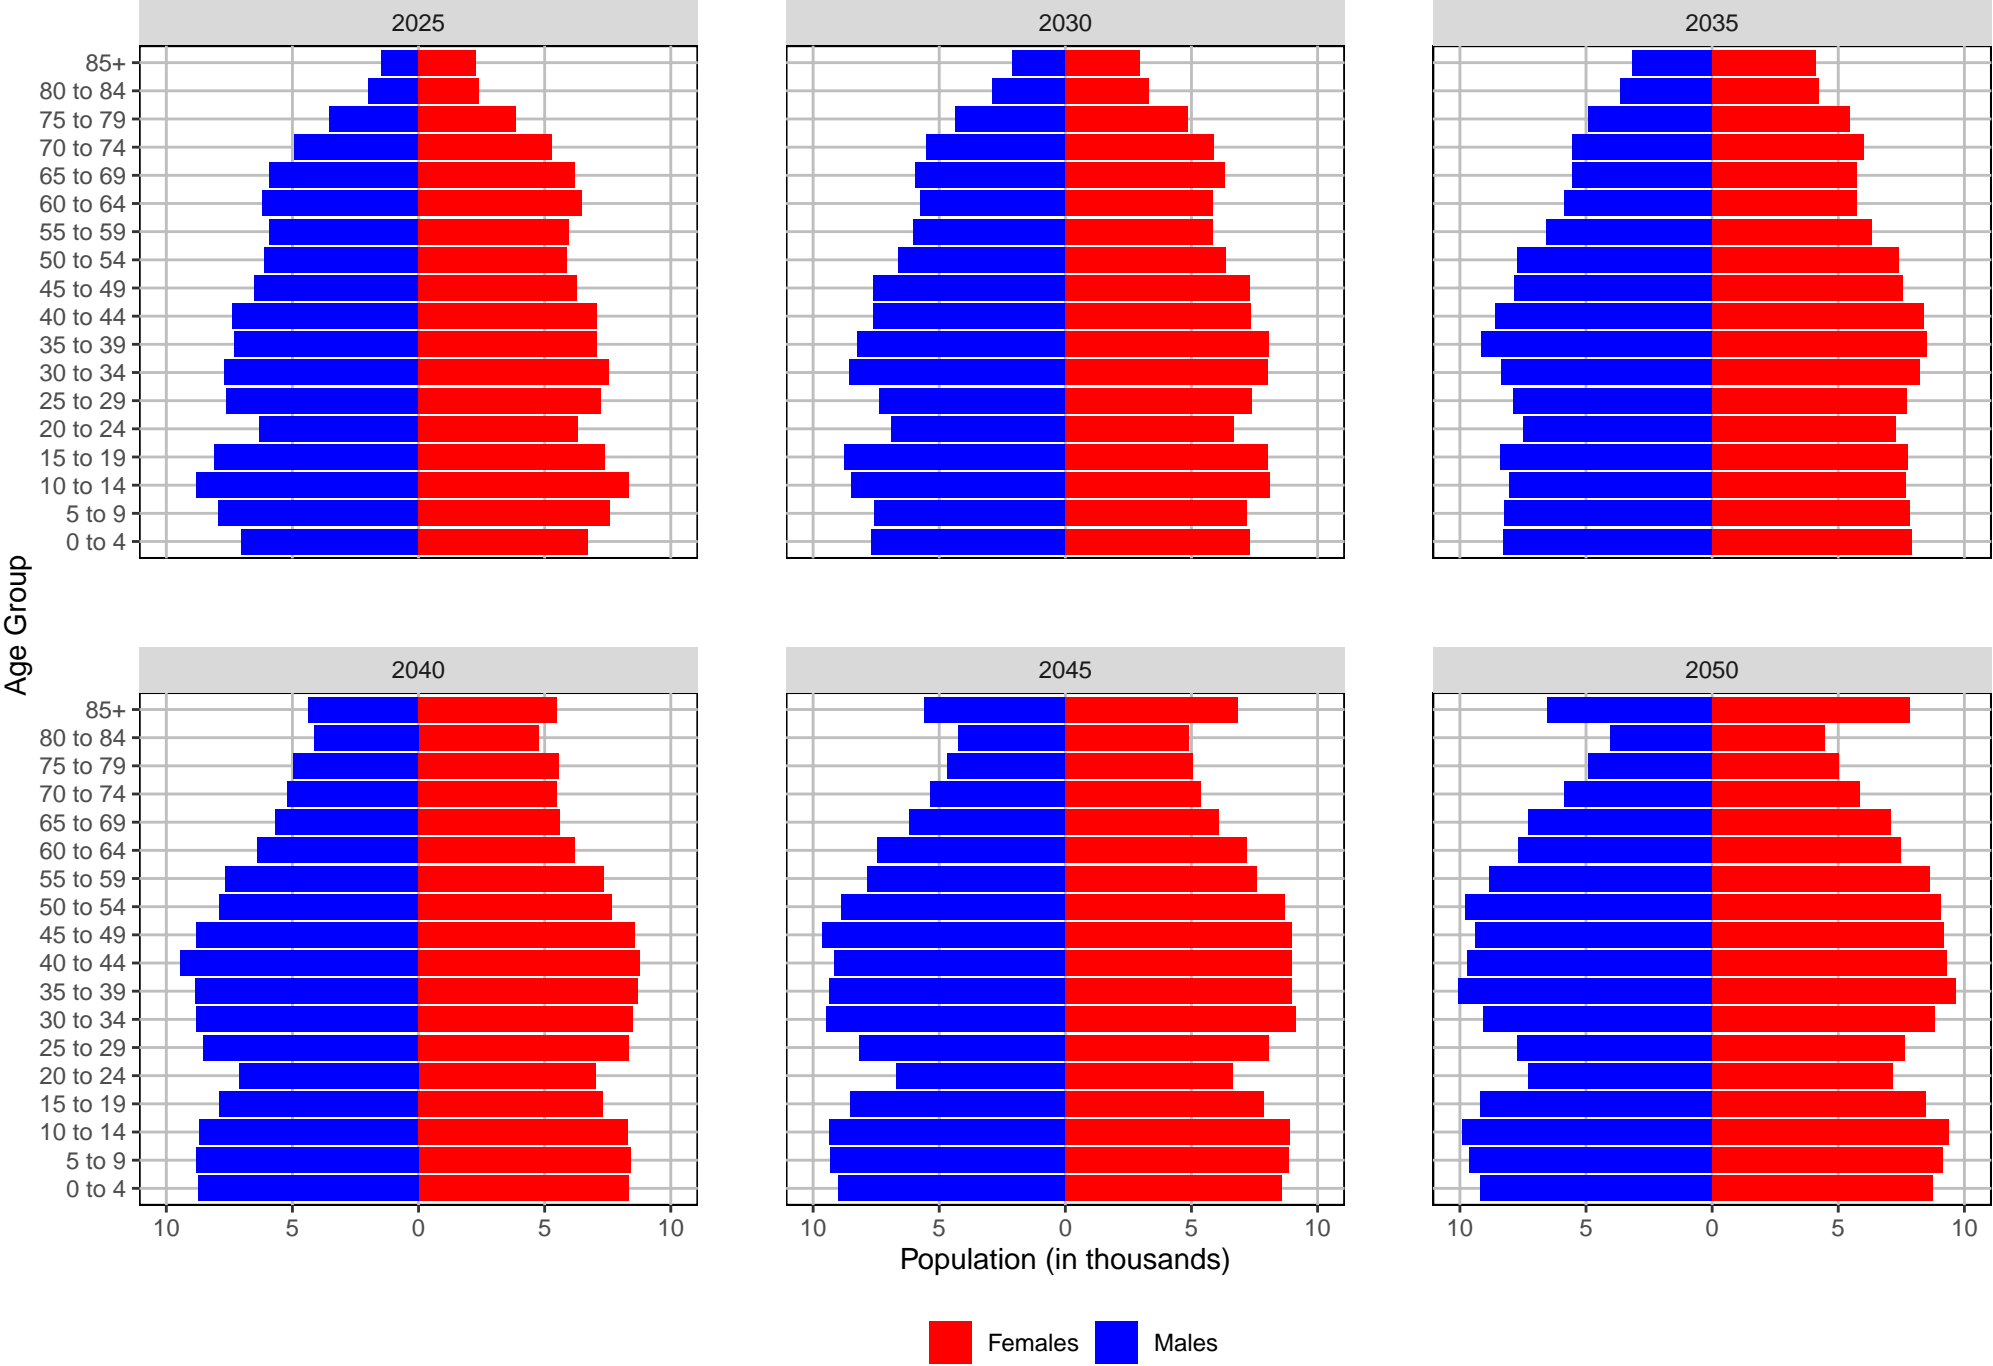 2025
2030
2035
85+
80 to 84
75 to 79
70 to 74
65 to 69
60 to 64
55 to 59
50 to 54
45 to 49
40 to 44
35 to 39
30 to 34
25 to 29
20 to 24
15 to 19
10 to 14
5 to 9
0 to 4
Age Group
2040
2045
2050
85+
80 to 84
75 to 79
70 to 74
65 to 69
60 to 64
55 to 59
50 to 54
45 to 49
40 to 44
35 to 39
30 to 34
25 to 29
20 to 24
15 to 19
10 to 14
5 to 9
0 to 4
10 5 0 5 10
10 5 0 5 10
10 5 0 5 10
Population (in thousands)
Females Males